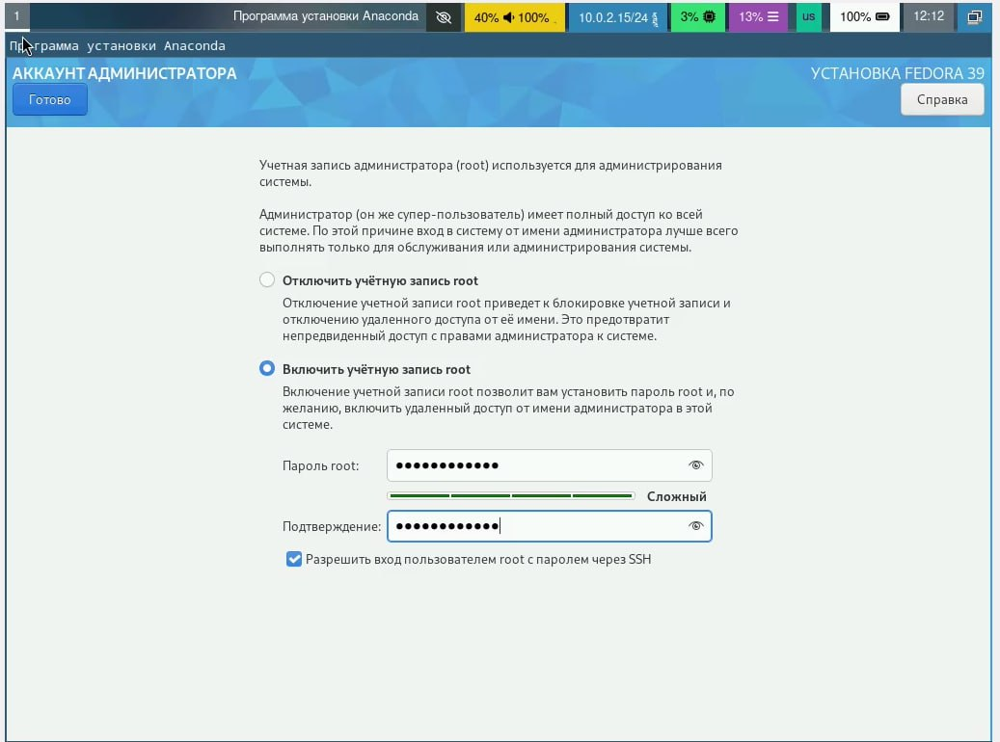 1 Программа установки Anaconda 40% 100% 10.0.2.15/24 3% 13% us 100% 12:12
Программа установки Anaconda
АККАУНТ АДМИНИСТРАТОРА УСТАНОВКА FEDORA 39
Готово Справка
Учетная запись администратора (root) используется для администрирования
системы.
Администратор (он же супер-пользователь) имеет полный доступ ко всей
системе. По этой причине вход в систему от имени администратора лучше всего
выполнять только для обслуживания или администрирования системы.
Отключить учётную запись root
Отключение учетной записи root приведет к блокировке учетной записи и
отключению удаленного доступа от её имени. Это предотвратит
непредвиденный доступ с правами администратора к системе.
Включить учётную запись root
Включение учетной записи root позволит вам установить пароль root и, по
желанию, включить удаленный доступ от имени администратора в этой
системе.
Пароль root: ●●●●●●●●●●●●
Сложный
Подтверждение: ●●●●●●●●●●●●
Разрешить вход пользователем root с паролем через SSH